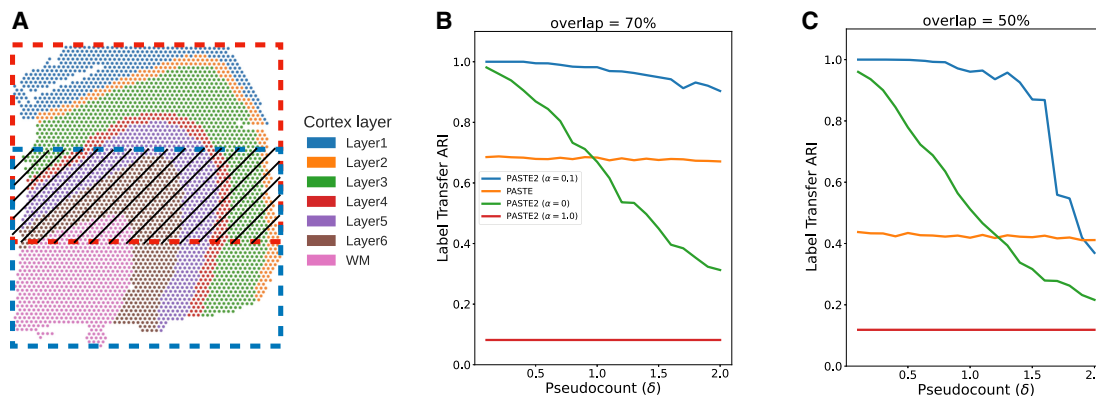 A
Cortex layer
Layer1
Layer2
Layer3
Layer4
Layer5
Layer6
WM
B
overlap = 70%
Label Transfer ARI
1.0
0.8
0.6
0.4
0.2
0.0
PASTE2 (α = 0,1)
PASTE
PASTE2 (α = 0)
PASTE2 (α = 1.0)
0.5
1.0
1.5
2.0
Pseudocount (δ)
C
overlap = 50%
Label Transfer ARI
1.0
0.8
0.6
0.4
0.2
0.0
0.5
1.0
1.5
2.0
Pseudocount (δ)